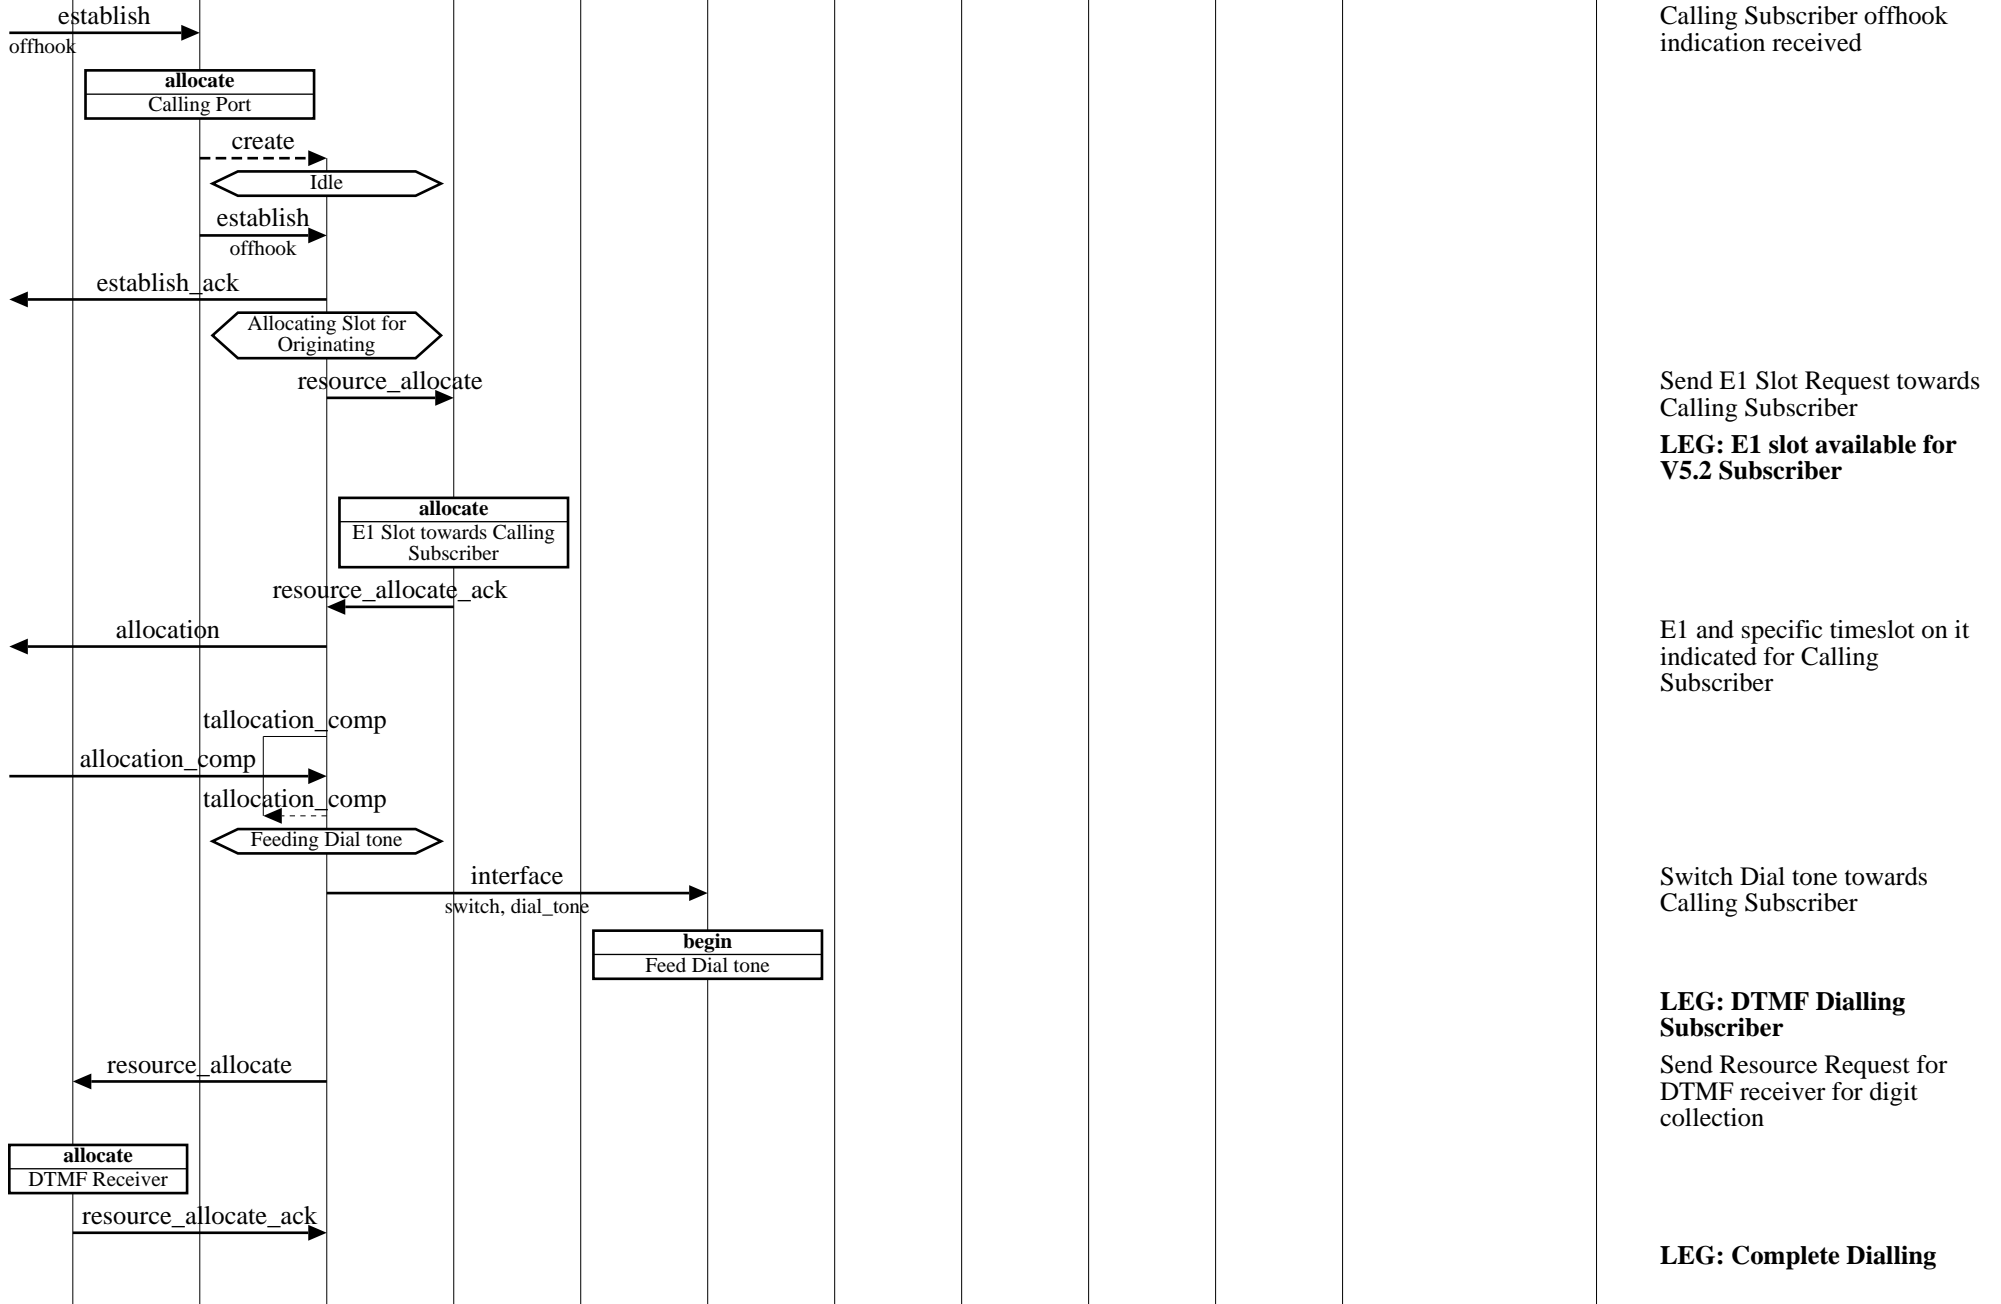 establish
Calling Subscriber offhook
indication received
offhook
allocate
Calling Port
create
Idle
establish
offhook
establish_ack
Allocating Slot for
Originating
resource_allocate
Send E1 Slot Request towards
Calling Subscriber
LEG: E1 slot available for
V5.2 Subscriber
allocate
E1 Slot towards Calling
Subscriber
resource_allocate_ack
allocation
E1 and specific timeslot on it
indicated for Calling
Subscriber
tallocation_comp
allocation_comp
tallocation_comp
Feeding Dial tone
interface
switch, dial_tone
Switch Dial tone towards
Calling Subscriber
begin
Feed Dial tone
LEG: DTMF Dialling
Subscriber
resource_allocate
Send Resource Request for
DTMF receiver for digit
collection
allocate
DTMF Receiver
resource_allocate_ack
LEG: Complete Dialling